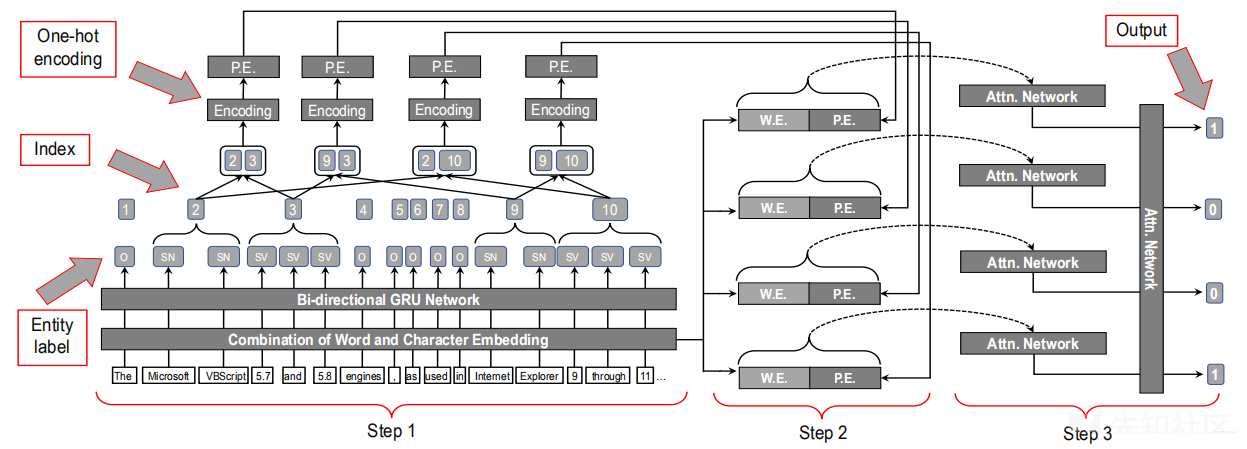 One-hot
encoding
Output
P.E. P.E. P.E. P.E.
Encoding Encoding Encoding Encoding
Index
2 3 9 3 2 10 9 10
1 2 3 4 5 6 7 8 9 10
O SN SN SV SV SV O O O O O SN SN SV SV SV
Bi-directional GRU Network
Entity
label
Combination of Word and Character Embedding
The Microsoft VBScript 5.7 and 5.8 engines , as used in Internet Explorer 9 through 11 ...
Step 1
W.E. P.E.
W.E. P.E.
W.E. P.E.
W.E. P.E.
Step 2
Attn. Network
Attn. Network
Attn. Network
Attn. Network
Attn. Network
1
0
0
1
Step 3
先知社区